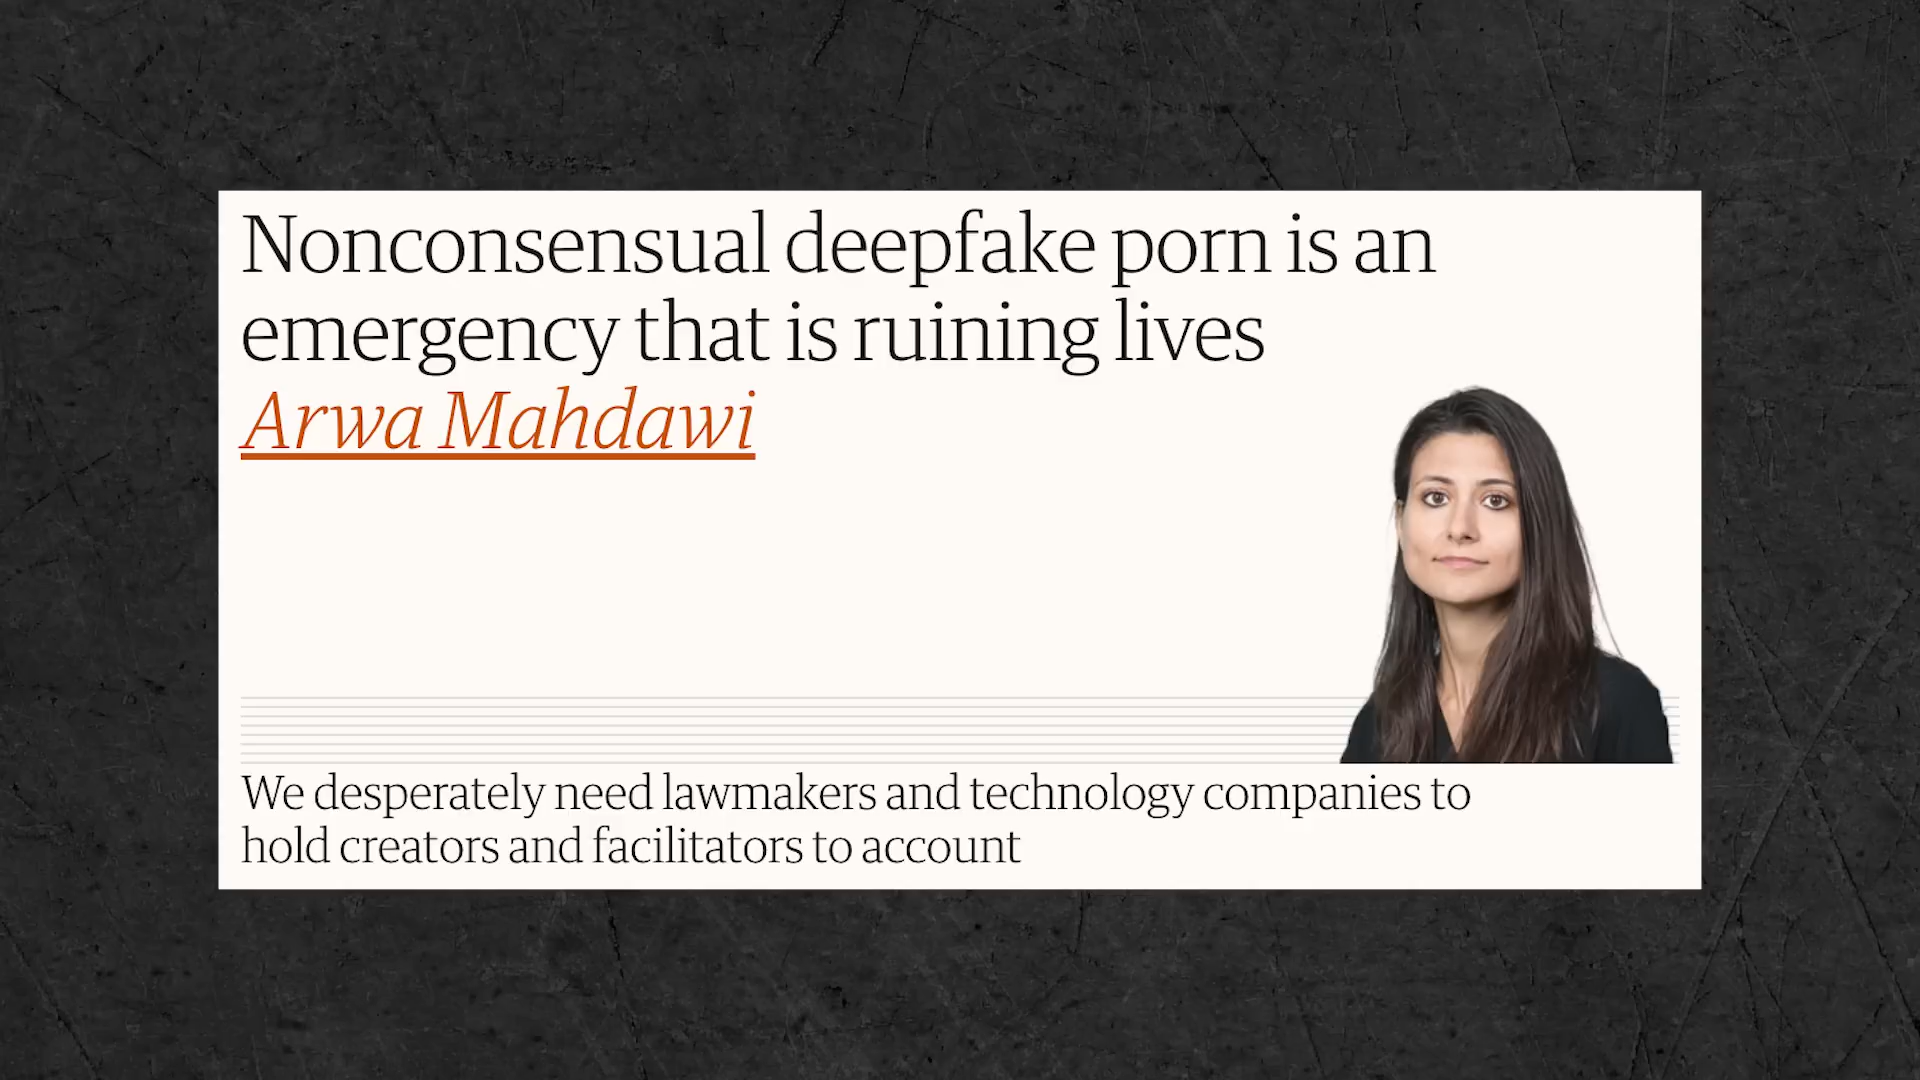 Nonconsensual deepfake porn is an
emergency that is ruining lives
Arwa Mahdawi
We desperately need lawmakers and technology companies to
hold creators and facilitators to account